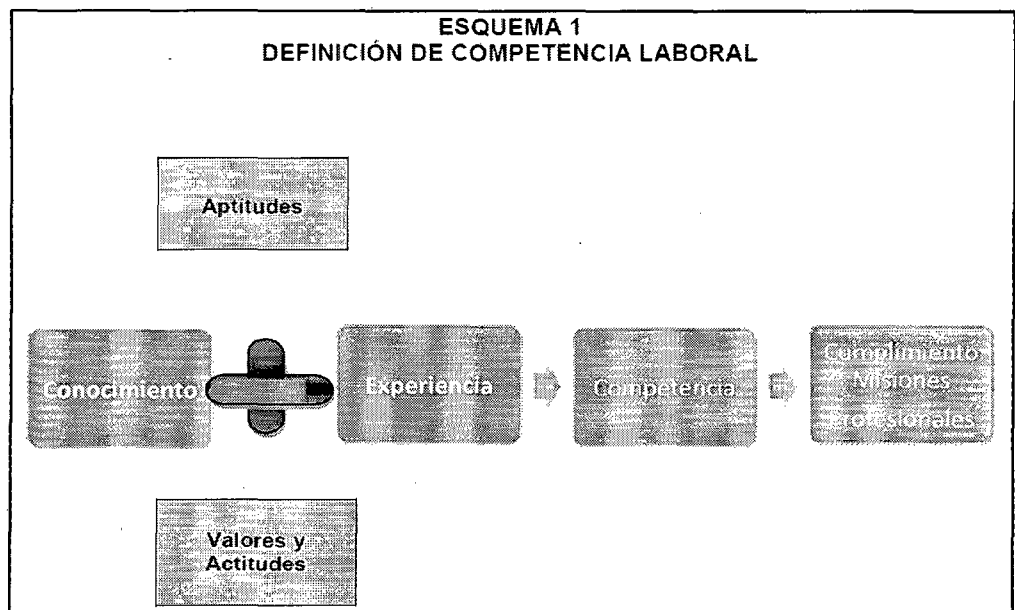 ESQUEMA 1
DEFINICIÓN DE COMPETENCIA LABORAL
Aptitudes
Conocimiento
Experiencia
Competencia
Cumplimiento
Misiones
Profesionales
Valores y
Actitudes